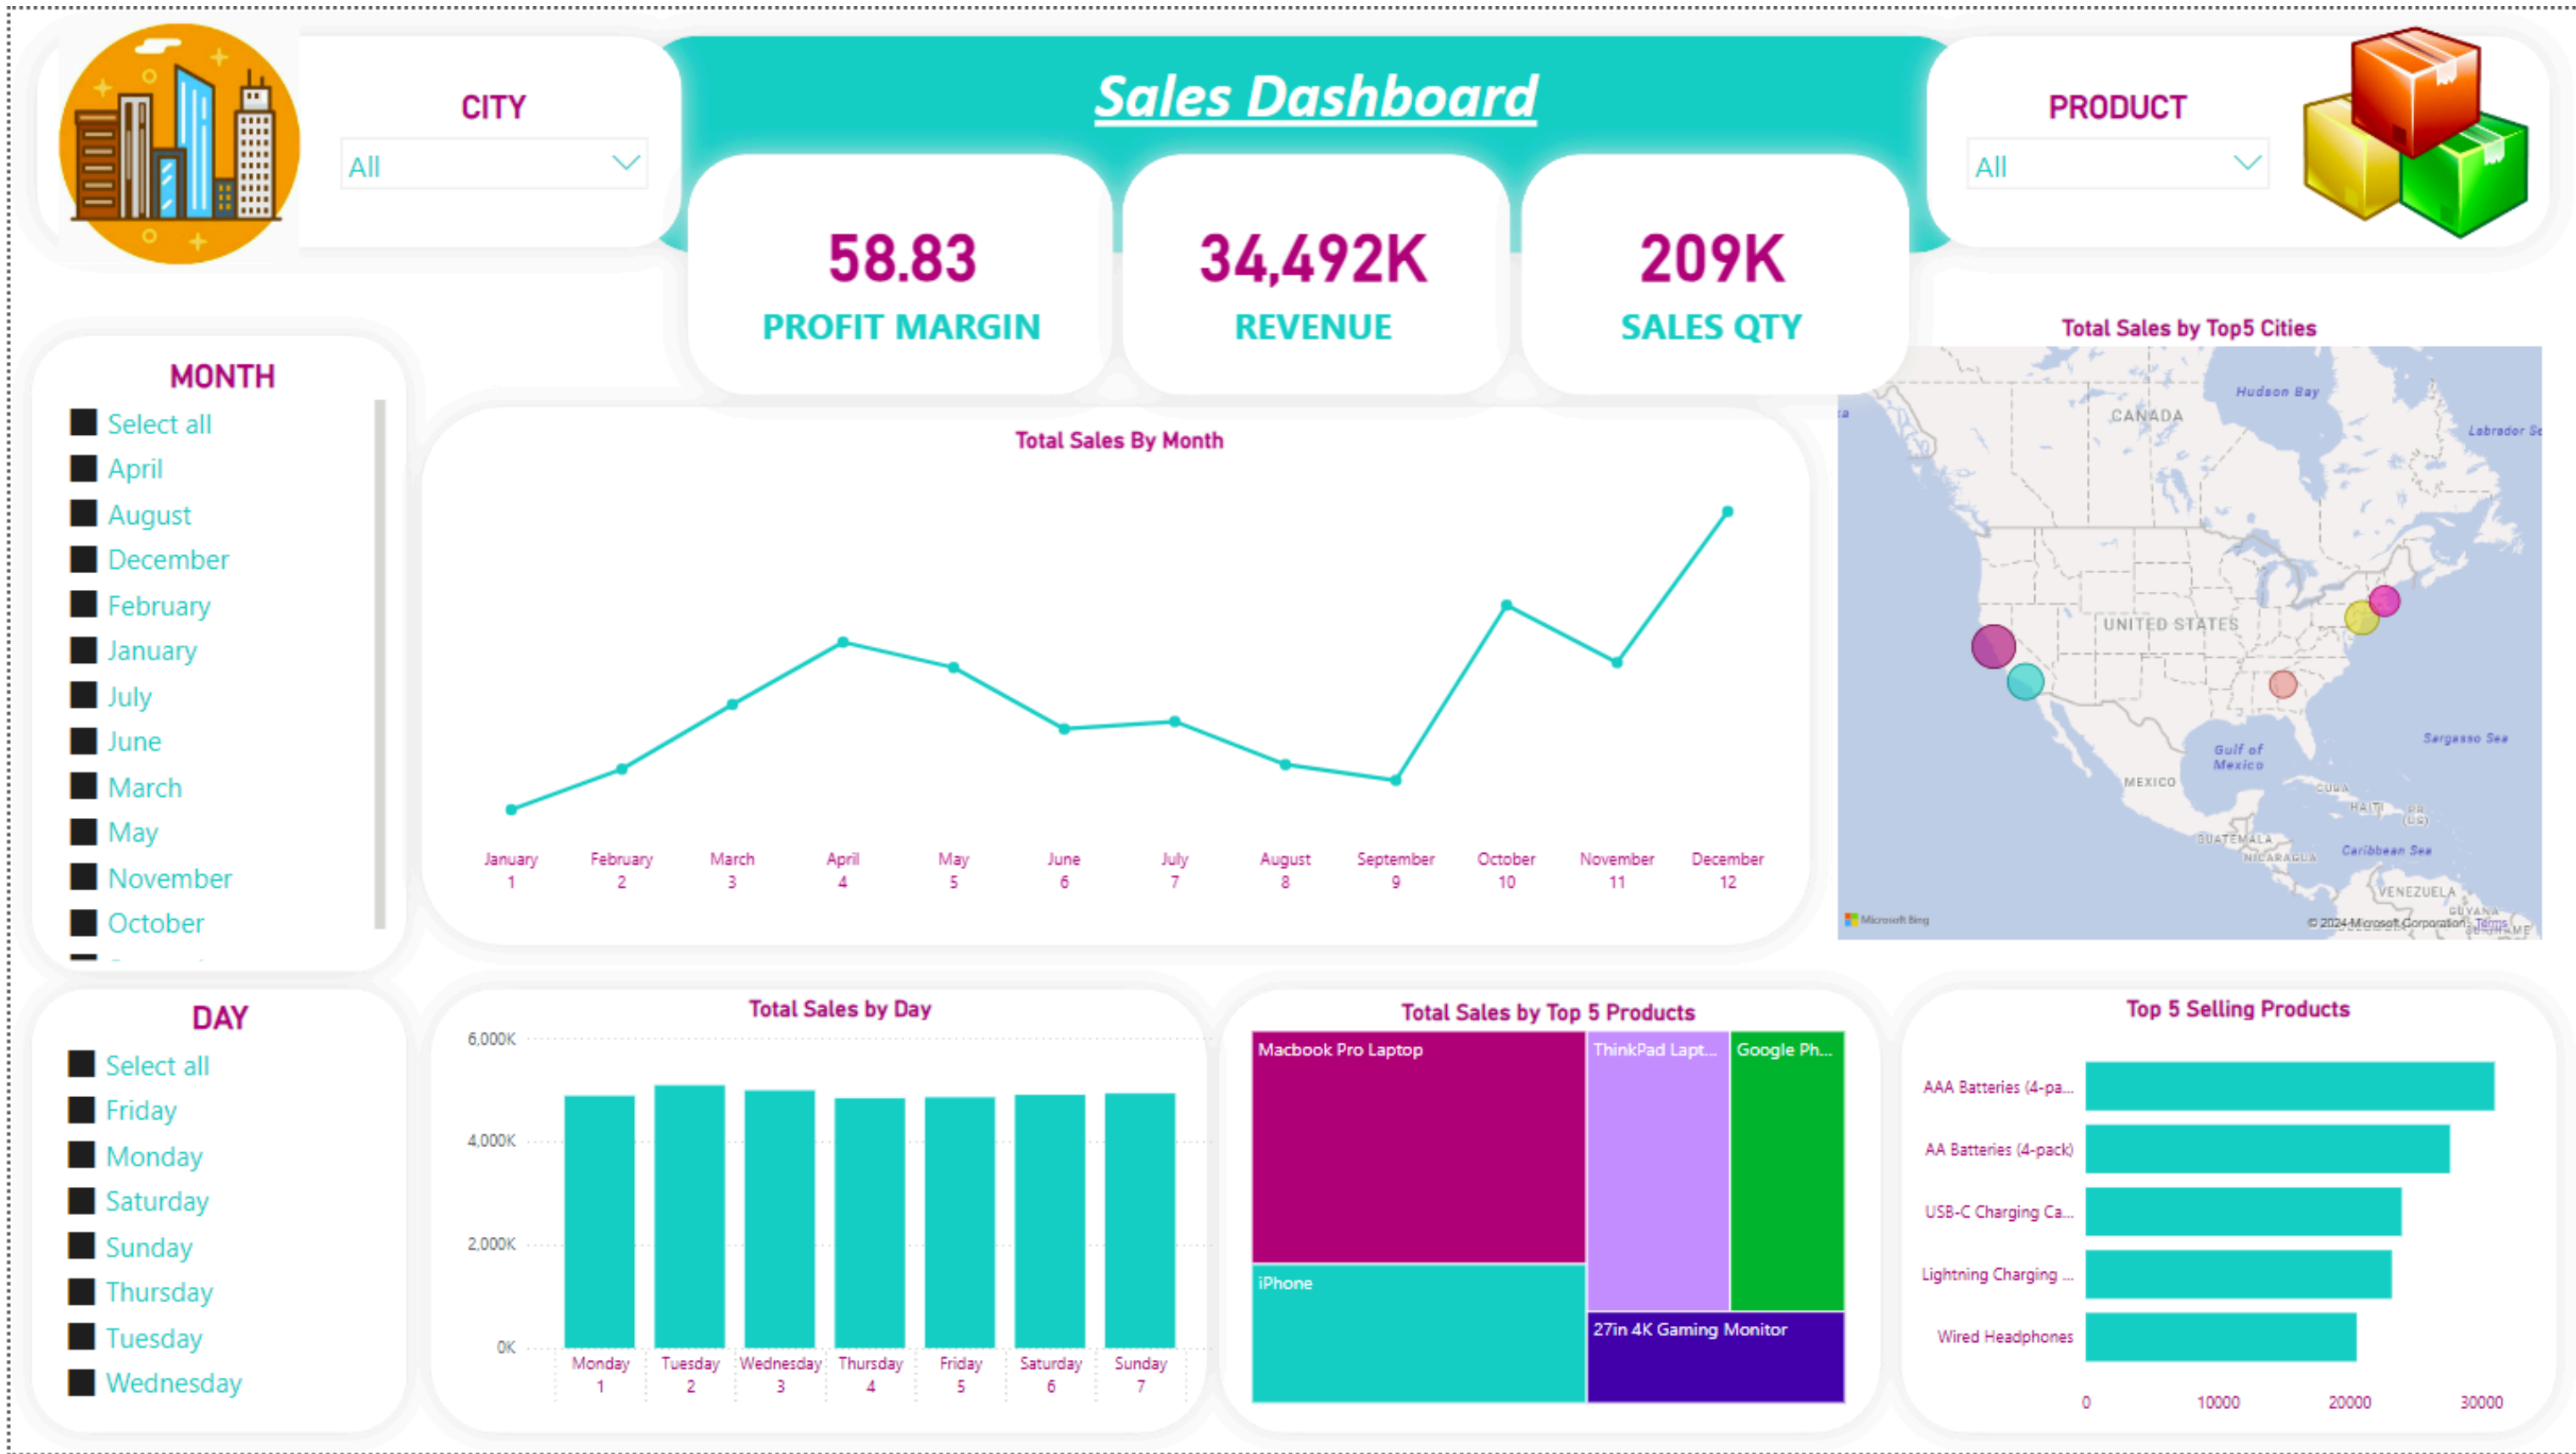 Sales Dashboard
CITY
All
PRODUCT
All
58.83
PROFIT MARGIN
34,492K
REVENUE
209K
SALES QTY
MONTH
Select all
April
August
December
February
January
July
June
March
May
November
October
Total Sales By Month
January February March April May June July August September October November December
1 2 3 4 5 6 7 8 9 10 11 12
Total Sales by Top5 Cities
Hudson Bay
CANADA
Labrador Se
UNITED STATES
Sargasso Sea
Gulf of
Mexico
MEXICO
CUBA
HAITI
PR
(US)
GUATEMALA
NICARAGUA
Caribbean Sea
VENEZUELA
GUYANA
Microsoft Bing
© 2024 Microsoft Corporation Terms
DAY
Select all
Friday
Monday
Saturday
Sunday
Thursday
Tuesday
Wednesday
Total Sales by Day
6,000K
4,000K
2,000K
0K
Monday Tuesday Wednesday Thursday Friday Saturday Sunday
1 2 3 4 5 6 7
Total Sales by Top 5 Products
Macbook Pro Laptop
ThinkPad Lapt...
Google Ph...
iPhone
27in 4K Gaming Monitor
Top 5 Selling Products
AAA Batteries (4-pa...
AA Batteries (4-pack)
USB-C Charging Ca...
Lightning Charging ...
Wired Headphones
0 10000 20000 30000